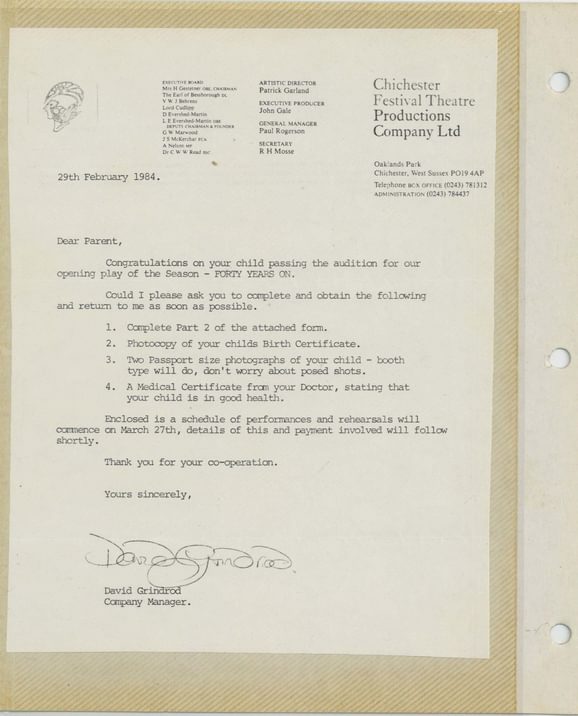 EXECUTIVE BOARD
Mrs H Gestetner OBE, CHAIRMAN
The Earl of Bessborough DL
V W J Behrens
Lord Cudlipp
D Evershed-Martin
L E Evershed-Martin OBE
DEPUTY CHAIRMAN & FOUNDER
G W Marwood
J S McKerchar FCA
A Nelson
Dr C W W Read
ARTISTIC DIRECTOR
Patrick Garland
EXECUTIVE PRODUCER
John Gale
GENERAL MANAGER
Paul Rogerson
SECRETARY
R H Mosse
Chichester
Festival Theatre
Productions
Company Ltd
Oaklands Park
Chichester, West Sussex PO19 4AP
Telephone BOX OFFICE (0243) 781312
ADMINISTRATION (0243) 784437
29th February 1984.
Dear Parent,
Congratulations on your child passing the audition for our
opening play of the Season - FORTY YEARS ON.
Could I please ask you to complete and obtain the following
and return to me as soon as possible.
1. Complete Part 2 of the attached form.
2. Photocopy of your childs Birth Certificate.
3. Two Passport size photographs of your child - booth
type will do, don't worry about posed shots.
4. A Medical Certificate from your Doctor, stating that
your child is in good health.
Enclosed is a schedule of performances and rehearsals will
commence on March 27th, details of this and payment involved will follow
shortly.
Thank you for your co-operation.
Yours sincerely,
David Grindrod.
David Grindrod
Company Manager.